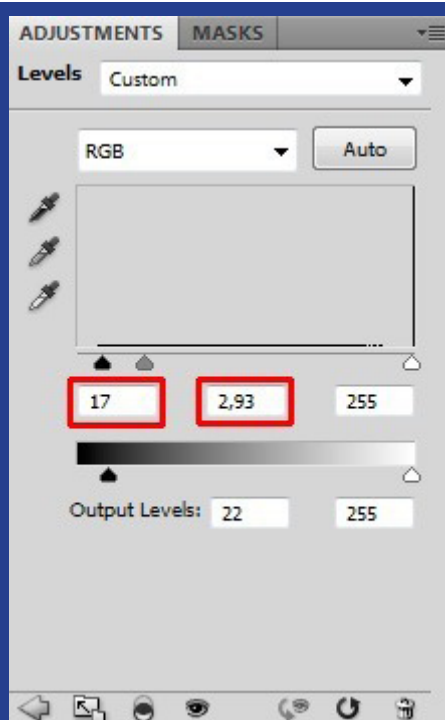 ADJUSTMENTS MASKS
Levels Custom
RGB Auto
17 2,93 255
Output Levels: 22 255